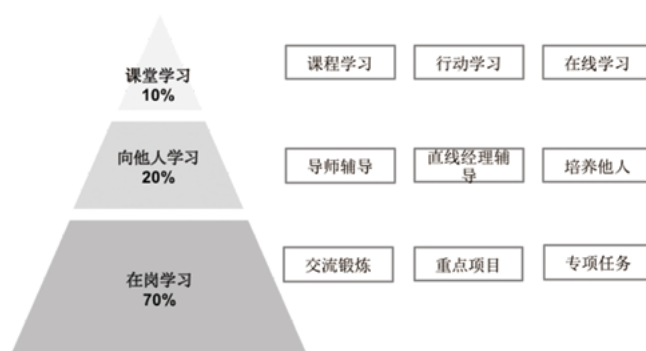 课堂学习
10%
课程学习
行动学习
在线学习
向他人学习
20%
导师辅导
直线经理辅
导
培养他人
在岗学习
70%
交流锻炼
重点项目
专项任务